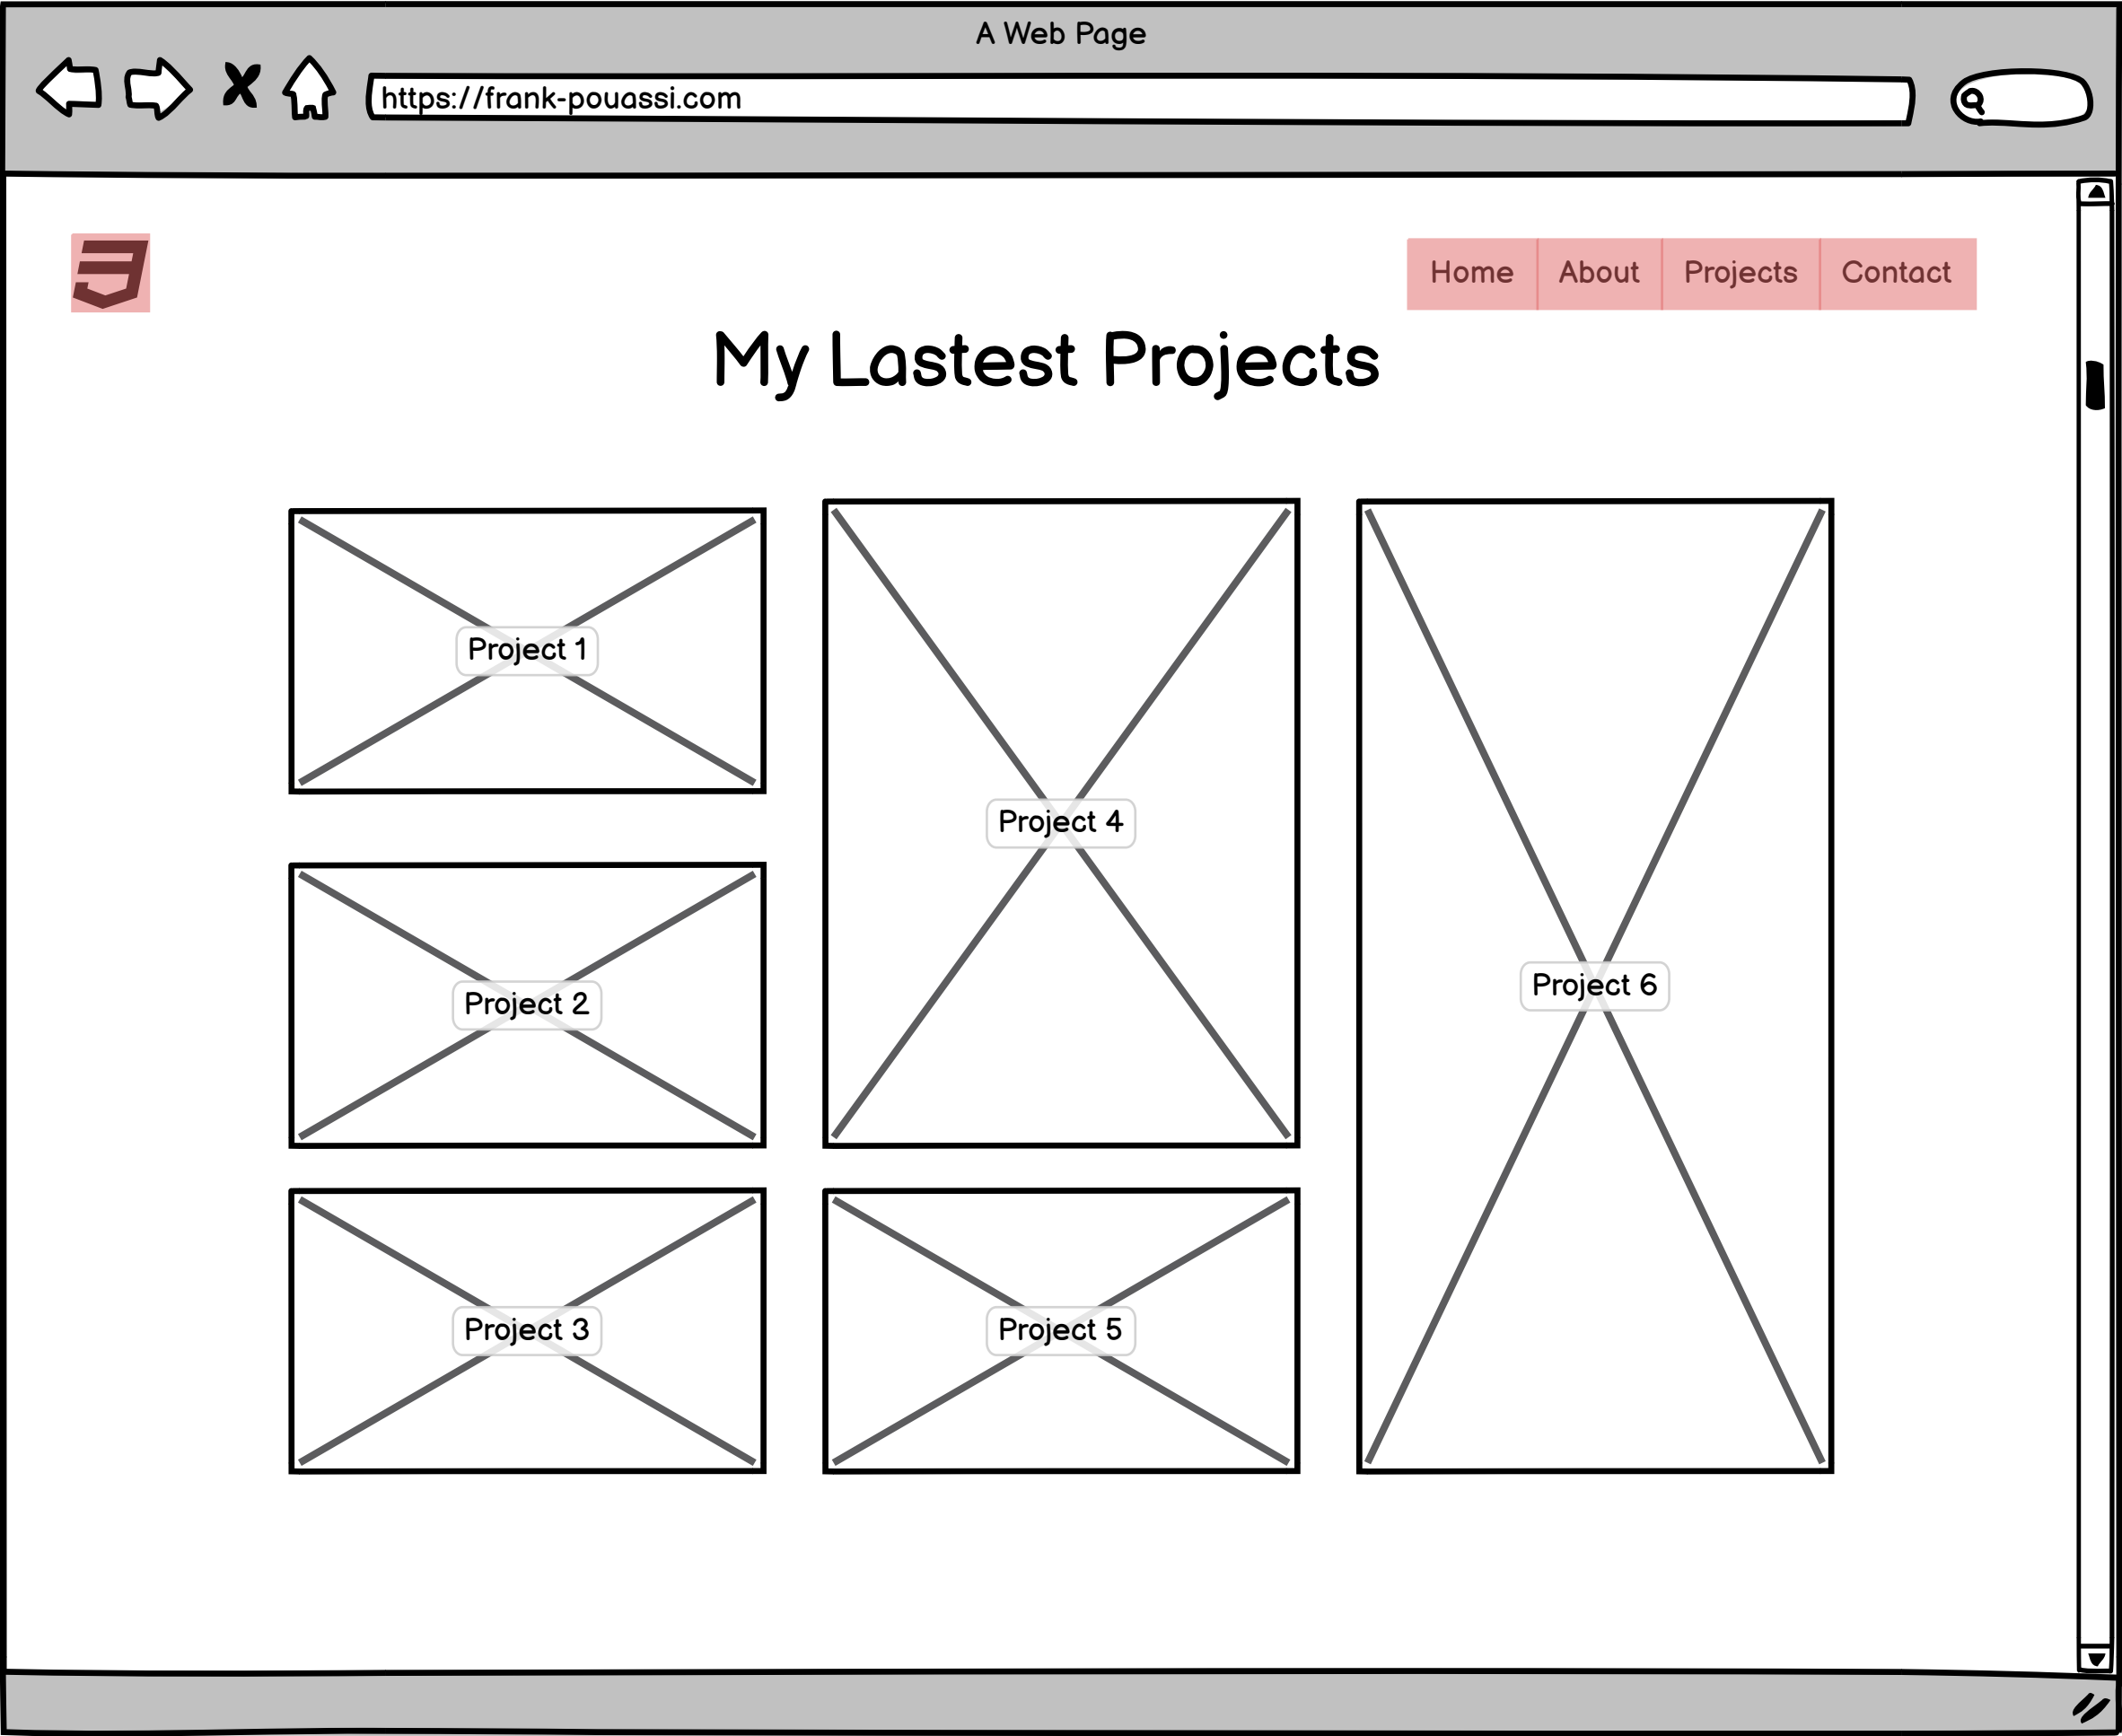 A Web Page
https://frank-pouassi.com
Home About Projects Contact
My Lastest Projects
Project 1
Project 4
Project 6
Project 2
Project 3
Project 5